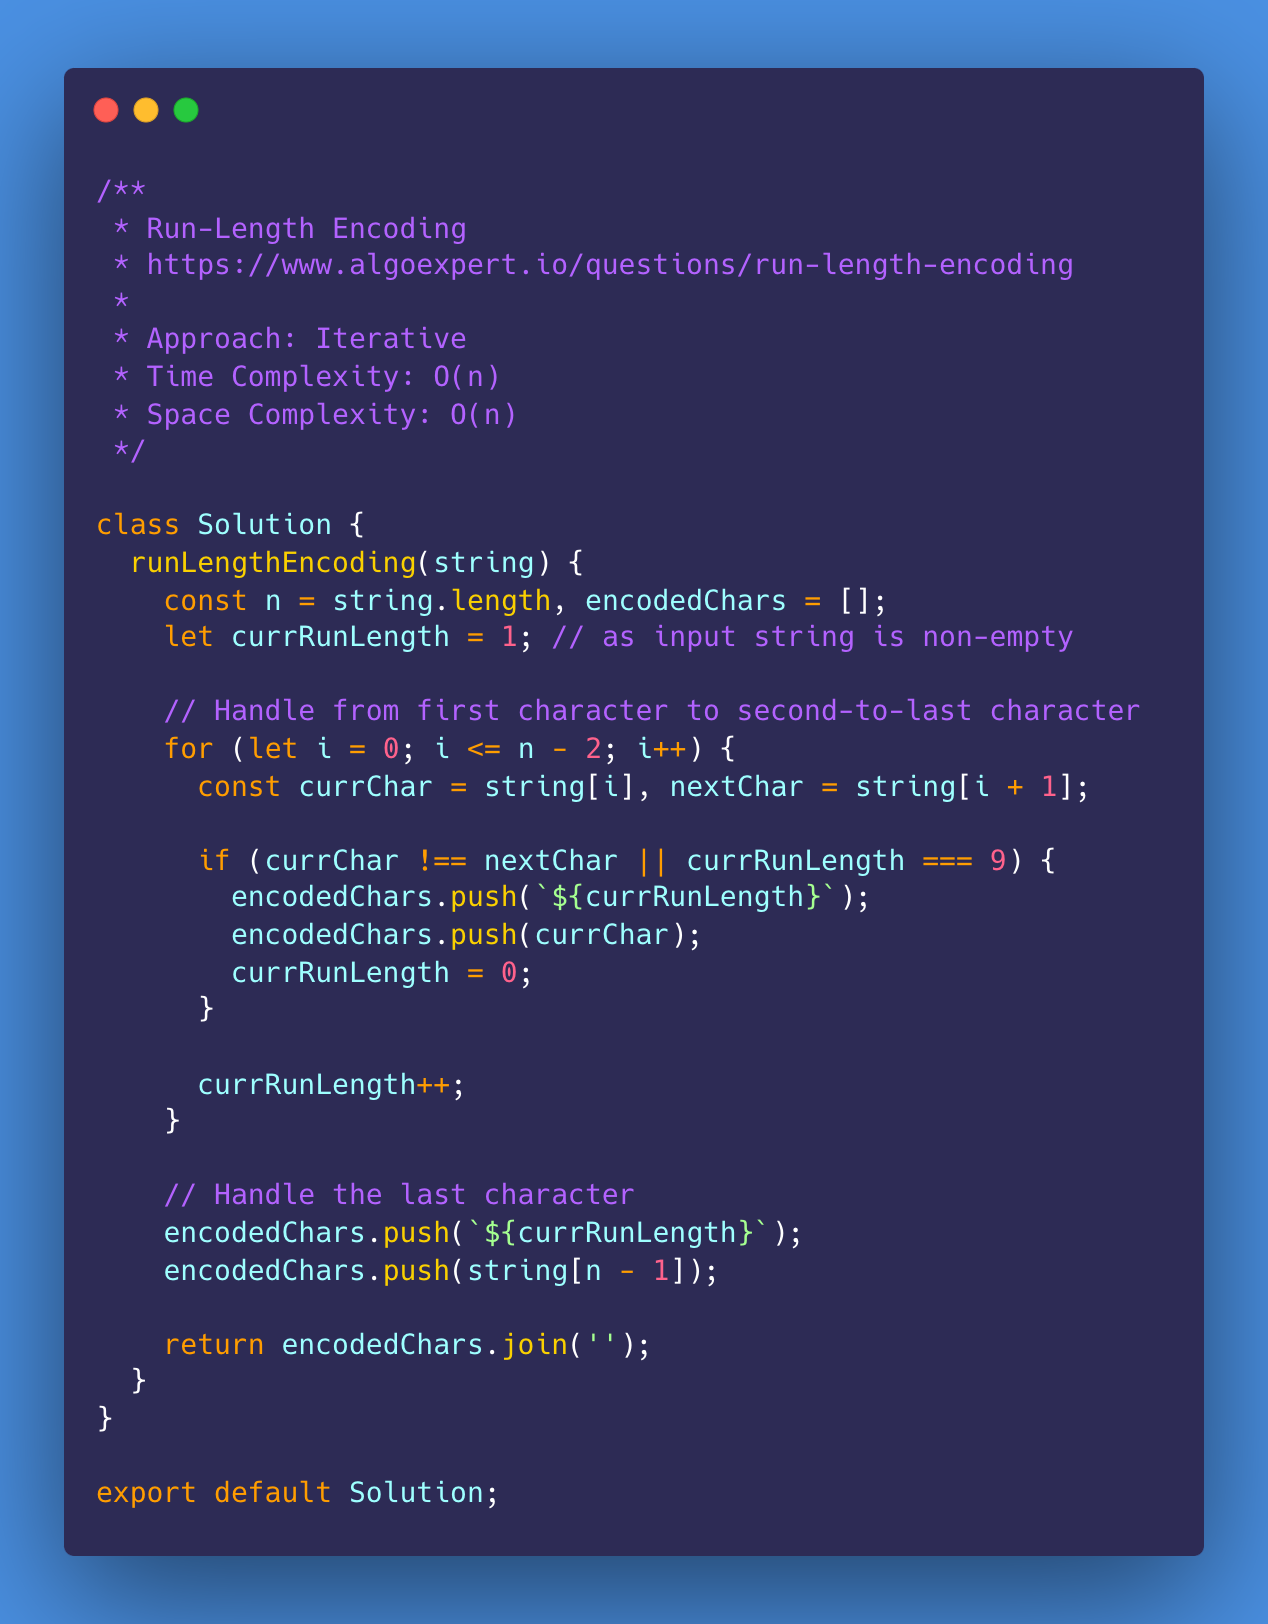 /**
 * Run-Length Encoding
 * https://www.algoexpert.io/questions/run-length-encoding
 *
 * Approach: Iterative
 * Time Complexity: O(n)
 * Space Complexity: O(n)
 */

class Solution {
  runLengthEncoding(string) {
    const n = string.length, encodedChars = [];
    let currRunLength = 1; // as input string is non-empty

    // Handle from first character to second-to-last character
    for (let i = 0; i <= n - 2; i++) {
      const currChar = string[i], nextChar = string[i + 1];

      if (currChar !== nextChar || currRunLength === 9) {
        encodedChars.push(`${currRunLength}`);
        encodedChars.push(currChar);
        currRunLength = 0;
      }

      currRunLength++;
    }

    // Handle the last character
    encodedChars.push(`${currRunLength}`);
    encodedChars.push(string[n - 1]);

    return encodedChars.join('');
  }
}

export default Solution;